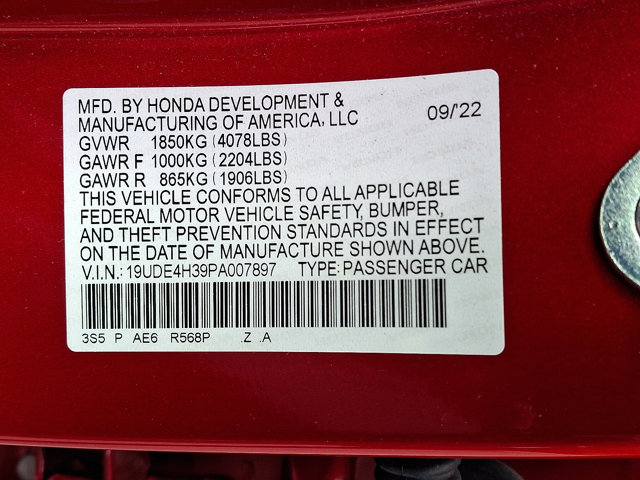 MFD. BY HONDA DEVELOPMENT &
MANUFACTURING OF AMERICA, LLC 09/'22
GVWR 1850KG (4078LBS)
GAWR F 1000KG (2204LBS)
GAWR R 865KG (1906LBS)
THIS VEHICLE CONFORMS TO ALL APPLICABLE
FEDERAL MOTOR VEHICLE SAFETY, BUMPER,
AND THEFT PREVENTION STANDARDS IN EFFECT
ON THE DATE OF MANUFACTURE SHOWN ABOVE.
V.I.N.: 19UDE4H39PA007897 TYPE: PASSENGER CAR
3S5 P AE6 R568P .Z .A